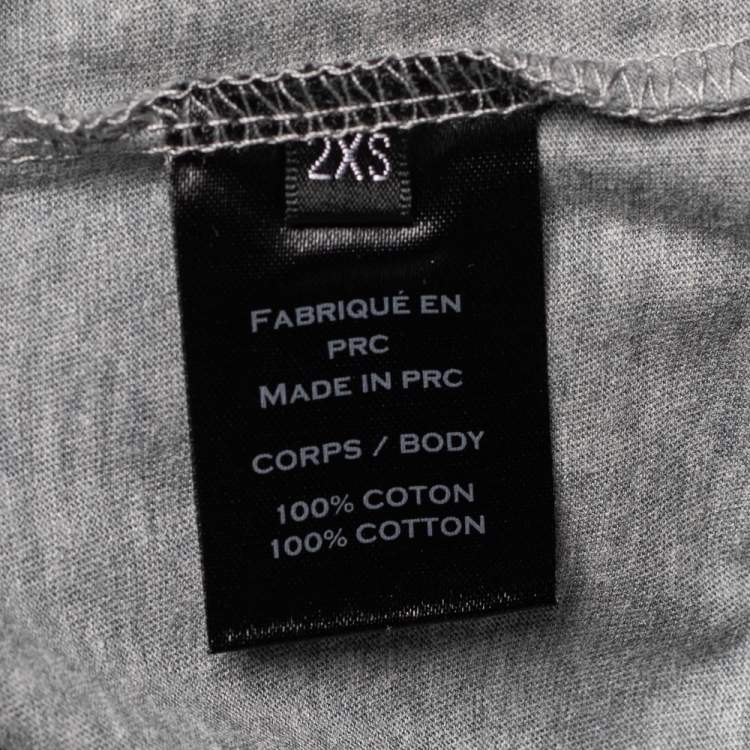 2XS
FABRIQUÉ EN
PRC
MADE IN PRC
CORPS / BODY
100% COTON
100% COTTON